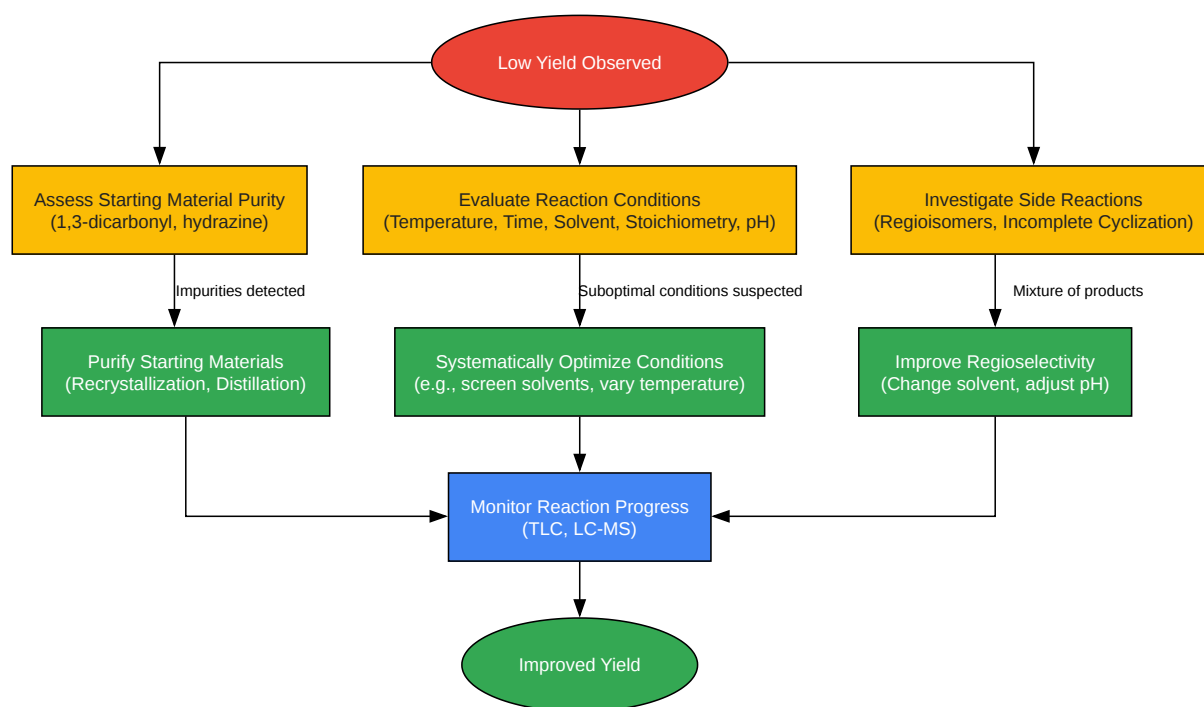 Low Yield Observed
Assess Starting Material Purity
(1,3-dicarbonyl, hydrazine)
Evaluate Reaction Conditions
(Temperature, Time, Solvent, Stoichiometry, pH)
Investigate Side Reactions
(Regioisomers, Incomplete Cyclization)
Impurities detected
Suboptimal conditions suspected
Mixture of products
Purify Starting Materials
(Recrystallization, Distillation)
Systematically Optimize Conditions
(e.g., screen solvents, vary temperature)
Improve Regioselectivity
(Change solvent, adjust pH)
Monitor Reaction Progress
(TLC, LC-MS)
Improved Yield